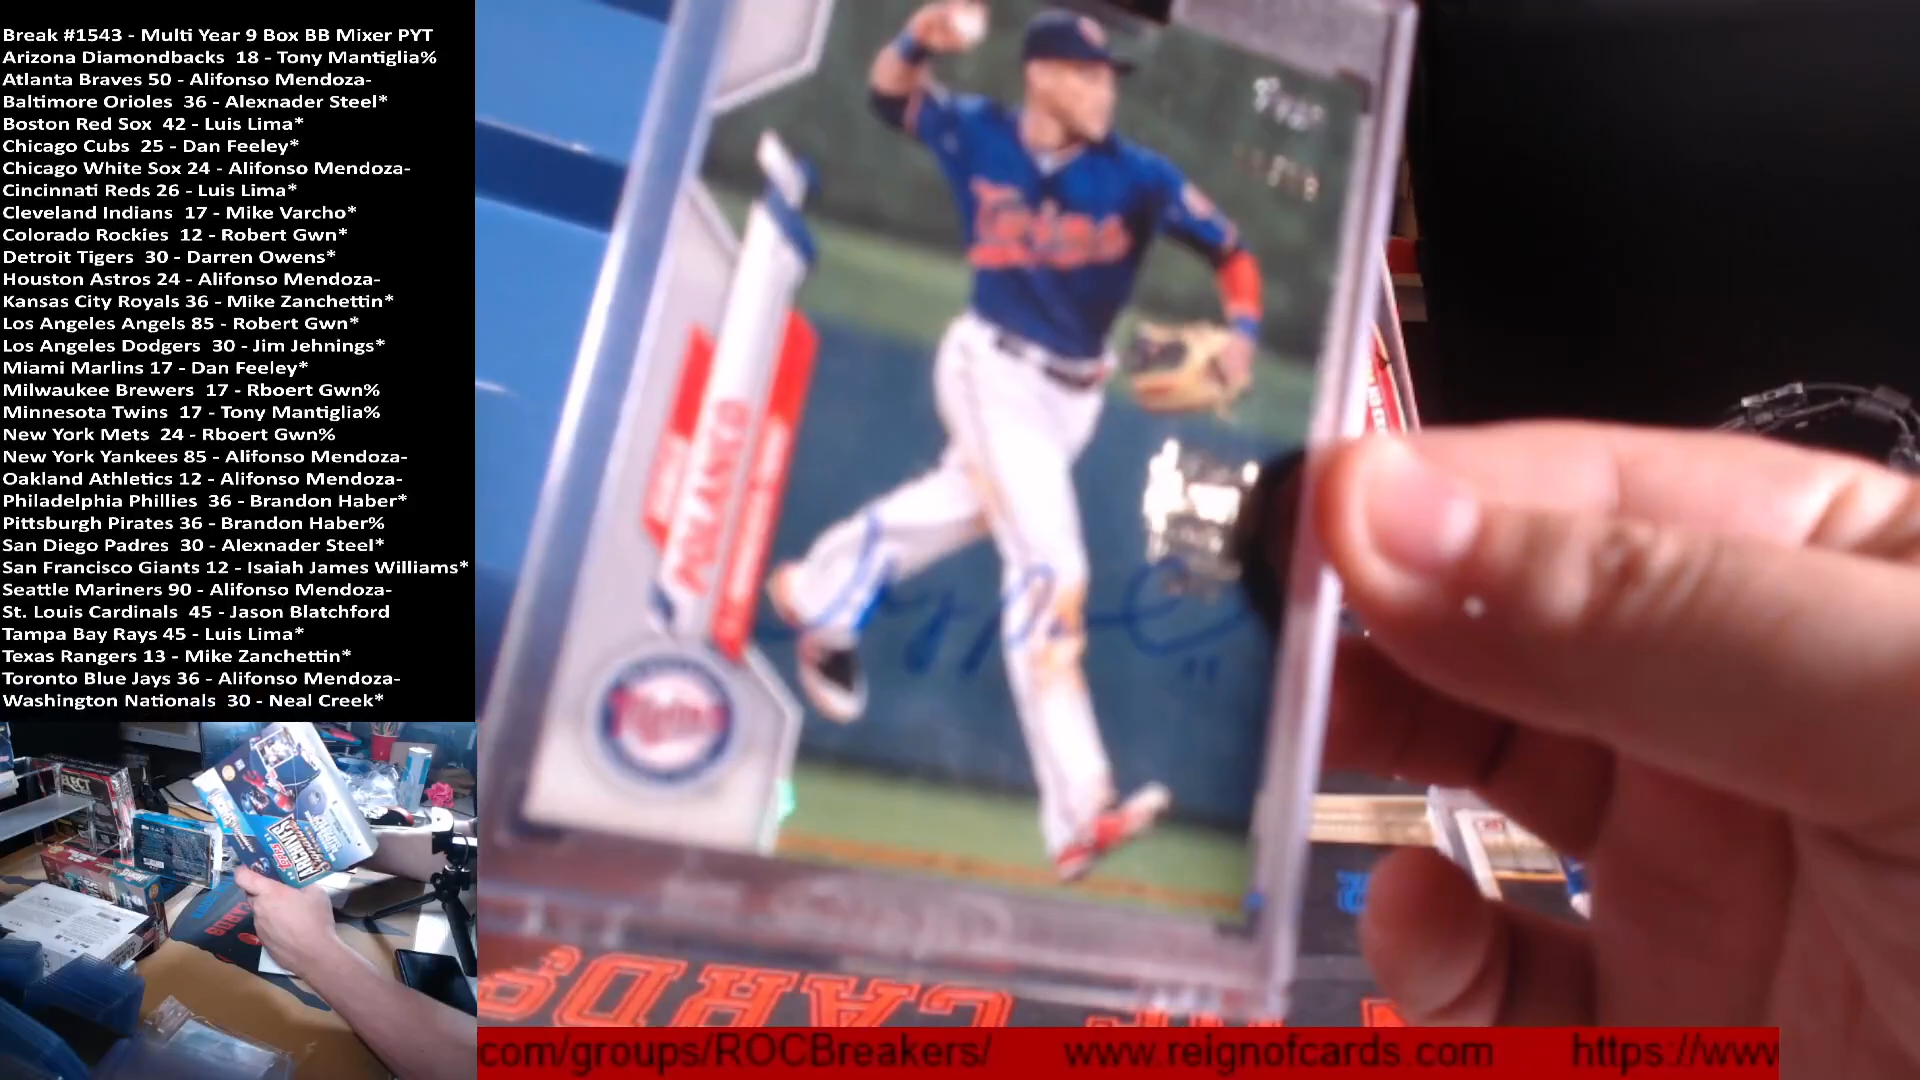 Break #1543 - Multi Year 9 Box BB Mixer PYT
Arizona Diamondbacks 18 - Tony Mantiglia%
Atlanta Braves 50 - Alifonso Mendoza-
Baltimore Orioles 36 - Alexnader Steel*
Boston Red Sox 42 - Luis Lima*
Chicago Cubs 25 - Dan Feeley*
Chicago White Sox 24 - Alifonso Mendoza-
Cincinnati Reds 26 - Luis Lima*
Cleveland Indians 17 - Mike Varcho*
Colorado Rockies 12 - Robert Gwn*
Detroit Tigers 30 - Darren Owens*
Houston Astros 24 - Alifonso Mendoza-
Kansas City Royals 36 - Mike Zanchettin*
Los Angeles Angels 85 - Robert Gwn*
Los Angeles Dodgers 30 - Jim Jehnings*
Miami Marlins 17 - Dan Feeley*
Milwaukee Brewers 17 - Rboert Gwn%
Minnesota Twins 17 - Tony Mantiglia%
New York Mets 24 - Rboert Gwn%
New York Yankees 85 - Alifonso Mendoza-
Oakland Athletics 12 - Alifonso Mendoza-
Philadelphia Phillies 36 - Brandon Haber*
Pittsburgh Pirates 36 - Brandon Haber%
San Diego Padres 30 - Alexnader Steel*
San Francisco Giants 12 - Isaiah James Williams*
Seattle Mariners 90 - Alifonso Mendoza-
St. Louis Cardinals 45 - Jason Blatchford
Tampa Bay Rays 45 - Luis Lima*
Texas Rangers 13 - Mike Zanchettin*
Toronto Blue Jays 36 - Alifonso Mendoza-
Washington Nationals 30 - Neal Creek*
Twins
POLANCO
Twins
ARCHIVES
CARDS
com/groups/ROCBreakers/ www.reignofcards.com https://www